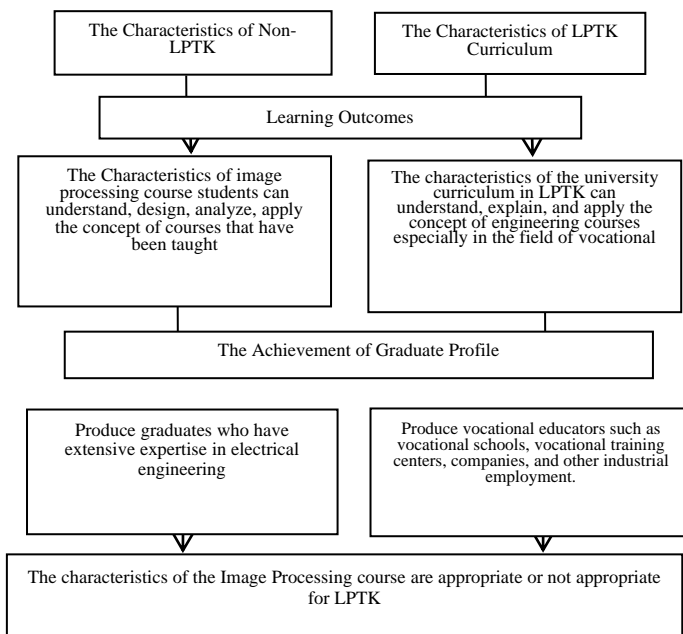 The Characteristics of Non-
LPTK
The Characteristics of LPTK
Curriculum
Learning Outcomes
The Characteristics of image
processing course students can
understand, design, analyze, apply
the concept of courses that have
been taught
The characteristics of the university
curriculum in LPTK can
understand, explain, and apply the
concept of engineering courses
especially in the field of vocational
The Achievement of Graduate Profile
Produce graduates who have
extensive expertise in electrical
engineering
Produce vocational educators such as
vocational schools, vocational training
centers, companies, and other industrial
employment.
The characteristics of the Image Processing course are appropriate or not appropriate
for LPTK